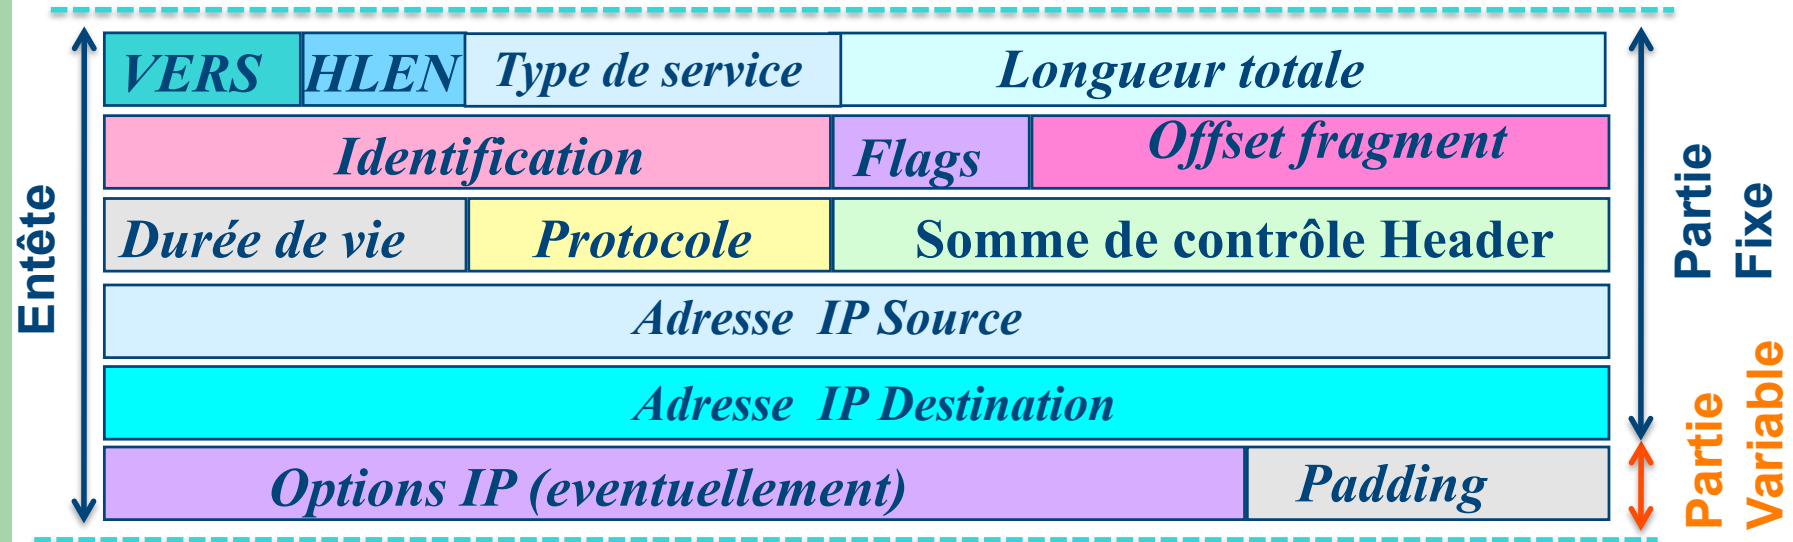 VERS
HLEN
Type de service
Longueur totale
Identification
Flags
Offset fragment
Durée de vie
Protocole
Somme de contrôle Header
Adresse IP Source
Adresse IP Destination
Options IP (eventuellement)
Padding
Entête
Partie
Fixe
Partie
Variable